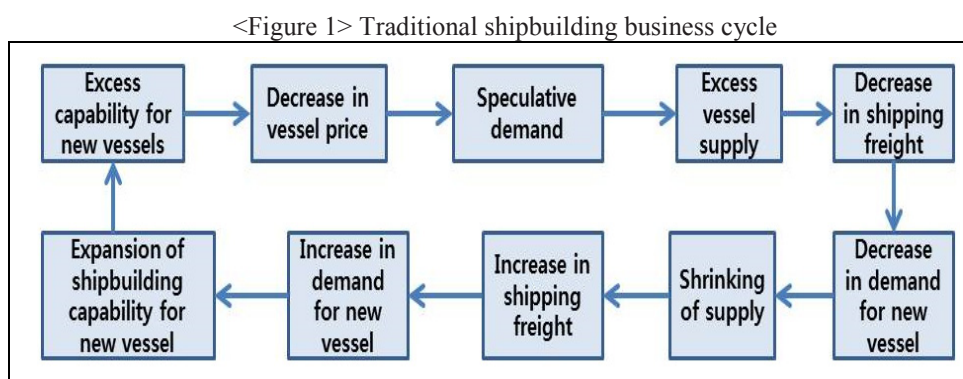 <Figure 1> Traditional shipbuilding business cycle
Excess
capability for
new vessels
Decrease in
vessel price
Speculative
demand
Excess
vessel
supply
Decrease
in shipping
freight
Expansion of
shipbuilding
capability for
new vessel
Increase in
demand
for new
vessel
Increase in
shipping
freight
Shrinking
of supply
Decrease
in demand
for new
vessel